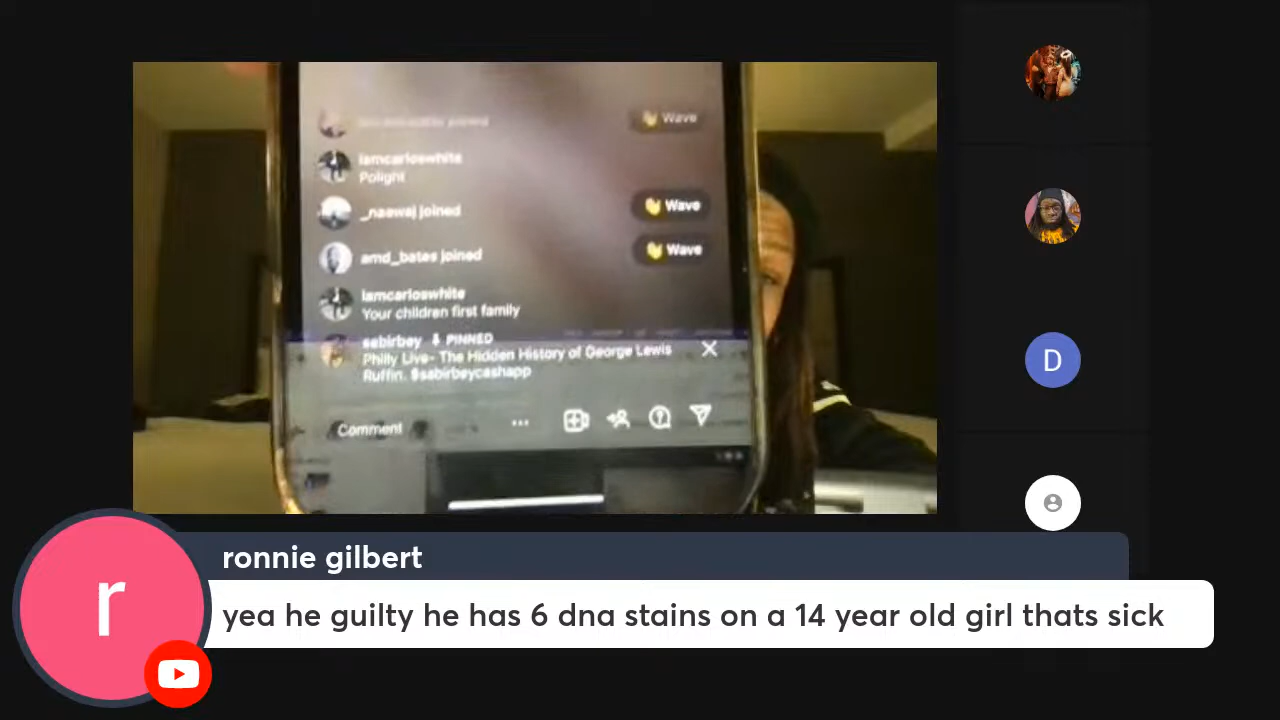 Wave
iamcarloswhite
Polight
_naawaj joined
Wave
amd_bates joined
Wave
iamcarloswhite
Your children first family
sabirbey PINNED
Philly Live- The Hidden History of George Lewis
Ruffin. $sabirbeycashapp
Comment
D
ronnie gilbert
r
yea he guilty he has 6 dna stains on a 14 year old girl thats sick